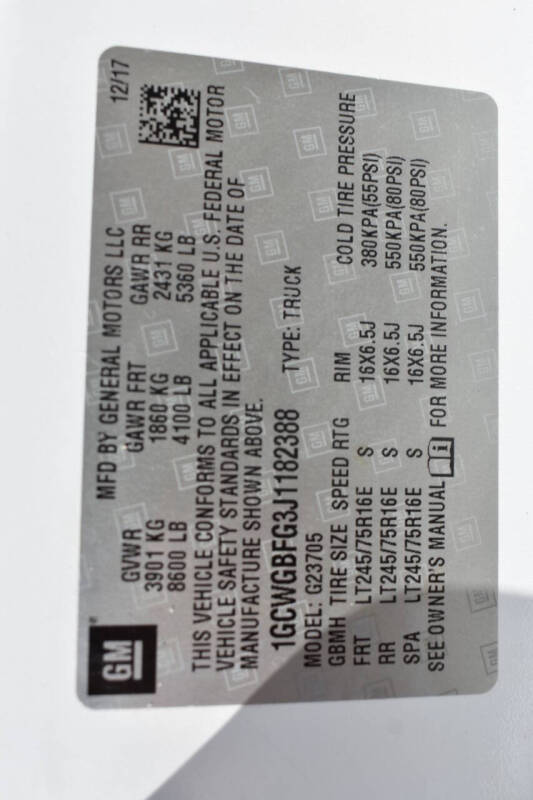 GM
MFD BY GENERAL MOTORS LLC 12/17
GVWR GAWR FRT GAWR RR
3901 KG 1860 KG 2431 KG
8600 LB 4100 LB 5360 LB
THIS VEHICLE CONFORMS TO ALL APPLICABLE U.S. FEDERAL MOTOR
VEHICLE SAFETY STANDARDS IN EFFECT ON THE DATE OF
MANUFACTURE SHOWN ABOVE.
1GCWGBFG3J1182388 TYPE: TRUCK
MODEL: G23705
GBMH TIRE SIZE SPEED RTG RIM COLD TIRE PRESSURE
FRT LT245/75R16E S 16X6.5J 380KPA(55PSI)
RR LT245/75R16E S 16X6.5J 550KPA(80PSI)
SPA LT245/75R16E S 16X6.5J 550KPA(80PSI)
SEE OWNER'S MANUAL i FOR MORE INFORMATION.